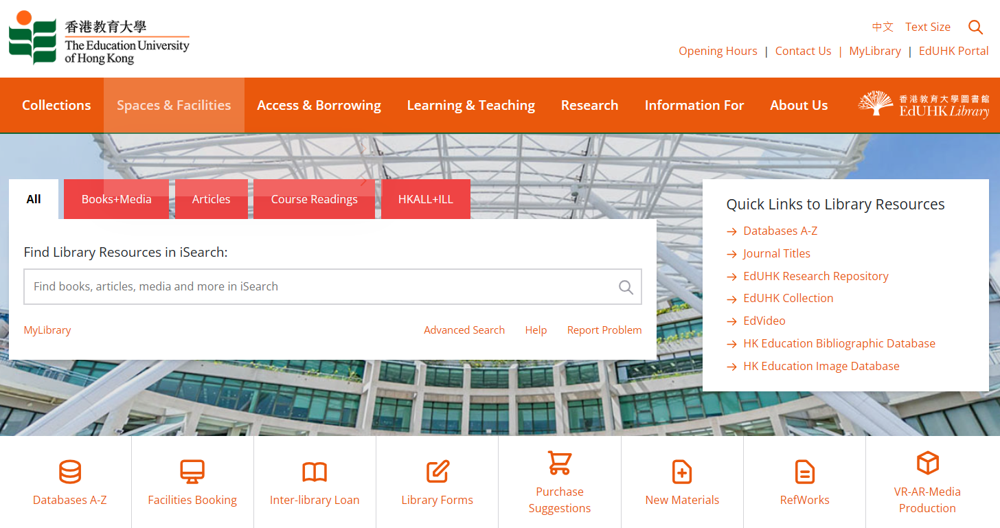 香港教育大學
The Education University
of Hong Kong
中文 Text Size
Opening Hours | Contact Us | MyLibrary | EdUHK Portal
Collections Spaces & Facilities Access & Borrowing Learning & Teaching Research Information For About Us
香港教育大學圖書館
EdUHK Library
All Books+Media Articles Course Readings HKALL+ILL
Find Library Resources in iSearch:
Find books, articles, media and more in iSearch
MyLibrary Advanced Search Help Report Problem
Quick Links to Library Resources
Databases A-Z
Journal Titles
EdUHK Research Repository
EdUHK Collection
EdVideo
HK Education Bibliographic Database
HK Education Image Database
Databases A-Z
Facilities Booking
Inter-library Loan
Library Forms
Purchase
Suggestions
New Materials
RefWorks
VR-AR-Media
Production